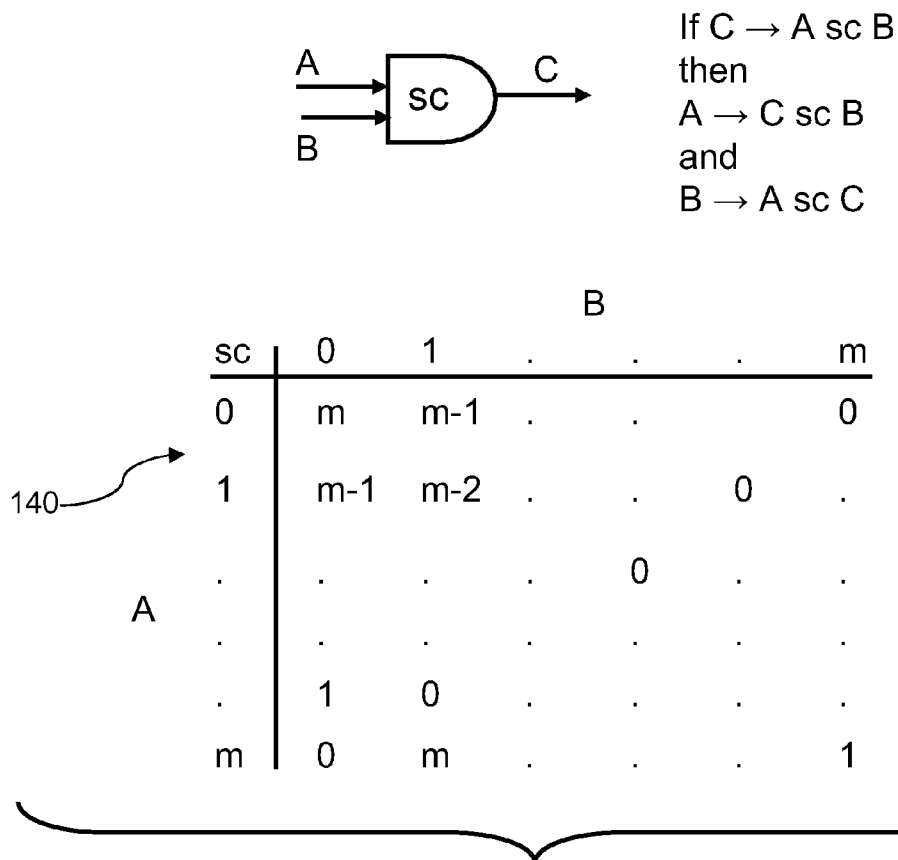 If C → A sc B
then
A → C sc B
and
B → A sc C
A
B
sc
C
B
sc 0 1 . . . m
0 m m-1 . . 0
1 m-1 m-2 . . 0 .
140
. . . . 0 . .
A
. . . . . . .
. 1 0 . . . .
m 0 m . . . 1